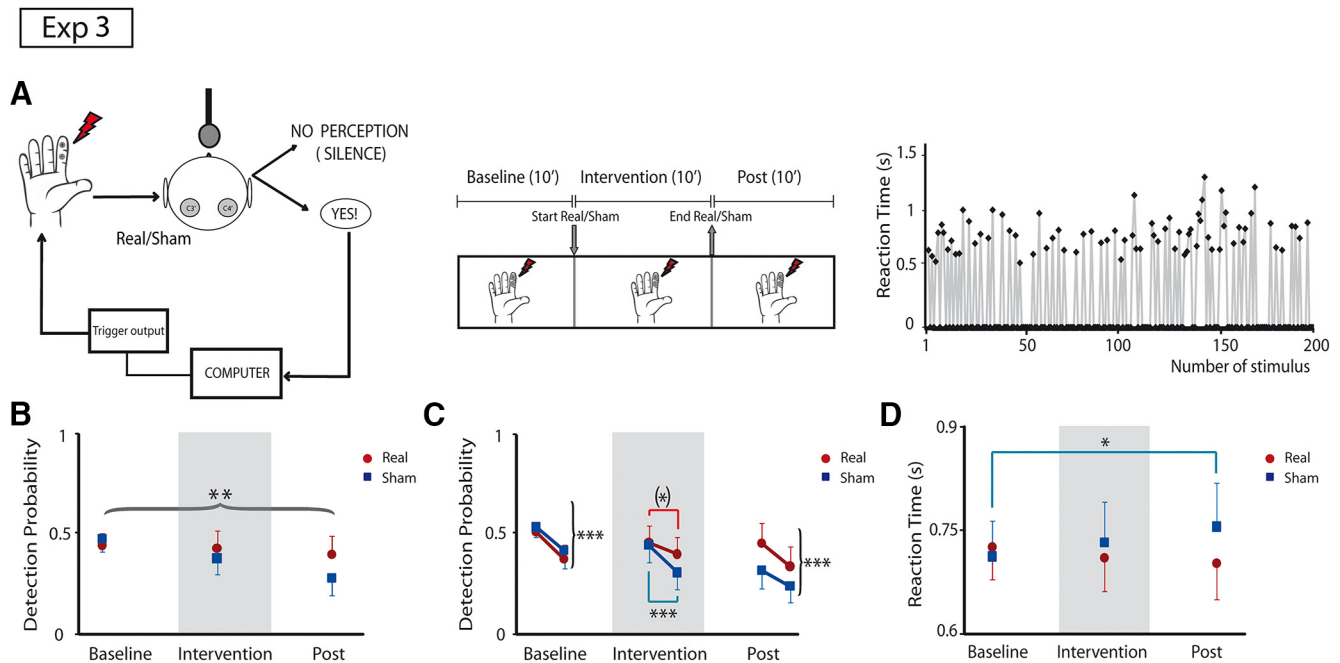 Exp 3
A
NO PERCEPTION
( SILENCE)
YES!
C3' C4'
Real/Sham
Trigger output
COMPUTER
Baseline (10') Intervention (10') Post (10')
Start Real/Sham End Real/Sham
Reaction Time (s)
1.5
1
0.5
0
1 50 100 150 200
Number of stimulus
B
Detection Probability
1
0.5
0
**
Real
Sham
Baseline Intervention Post
C
Detection Probability
1
0.5
0
***
(*)
***
***
Real
Sham
Baseline Intervention Post
D
Reaction Time (s)
0.9
0.75
0.6
*
Real
Sham
Baseline Intervention Post